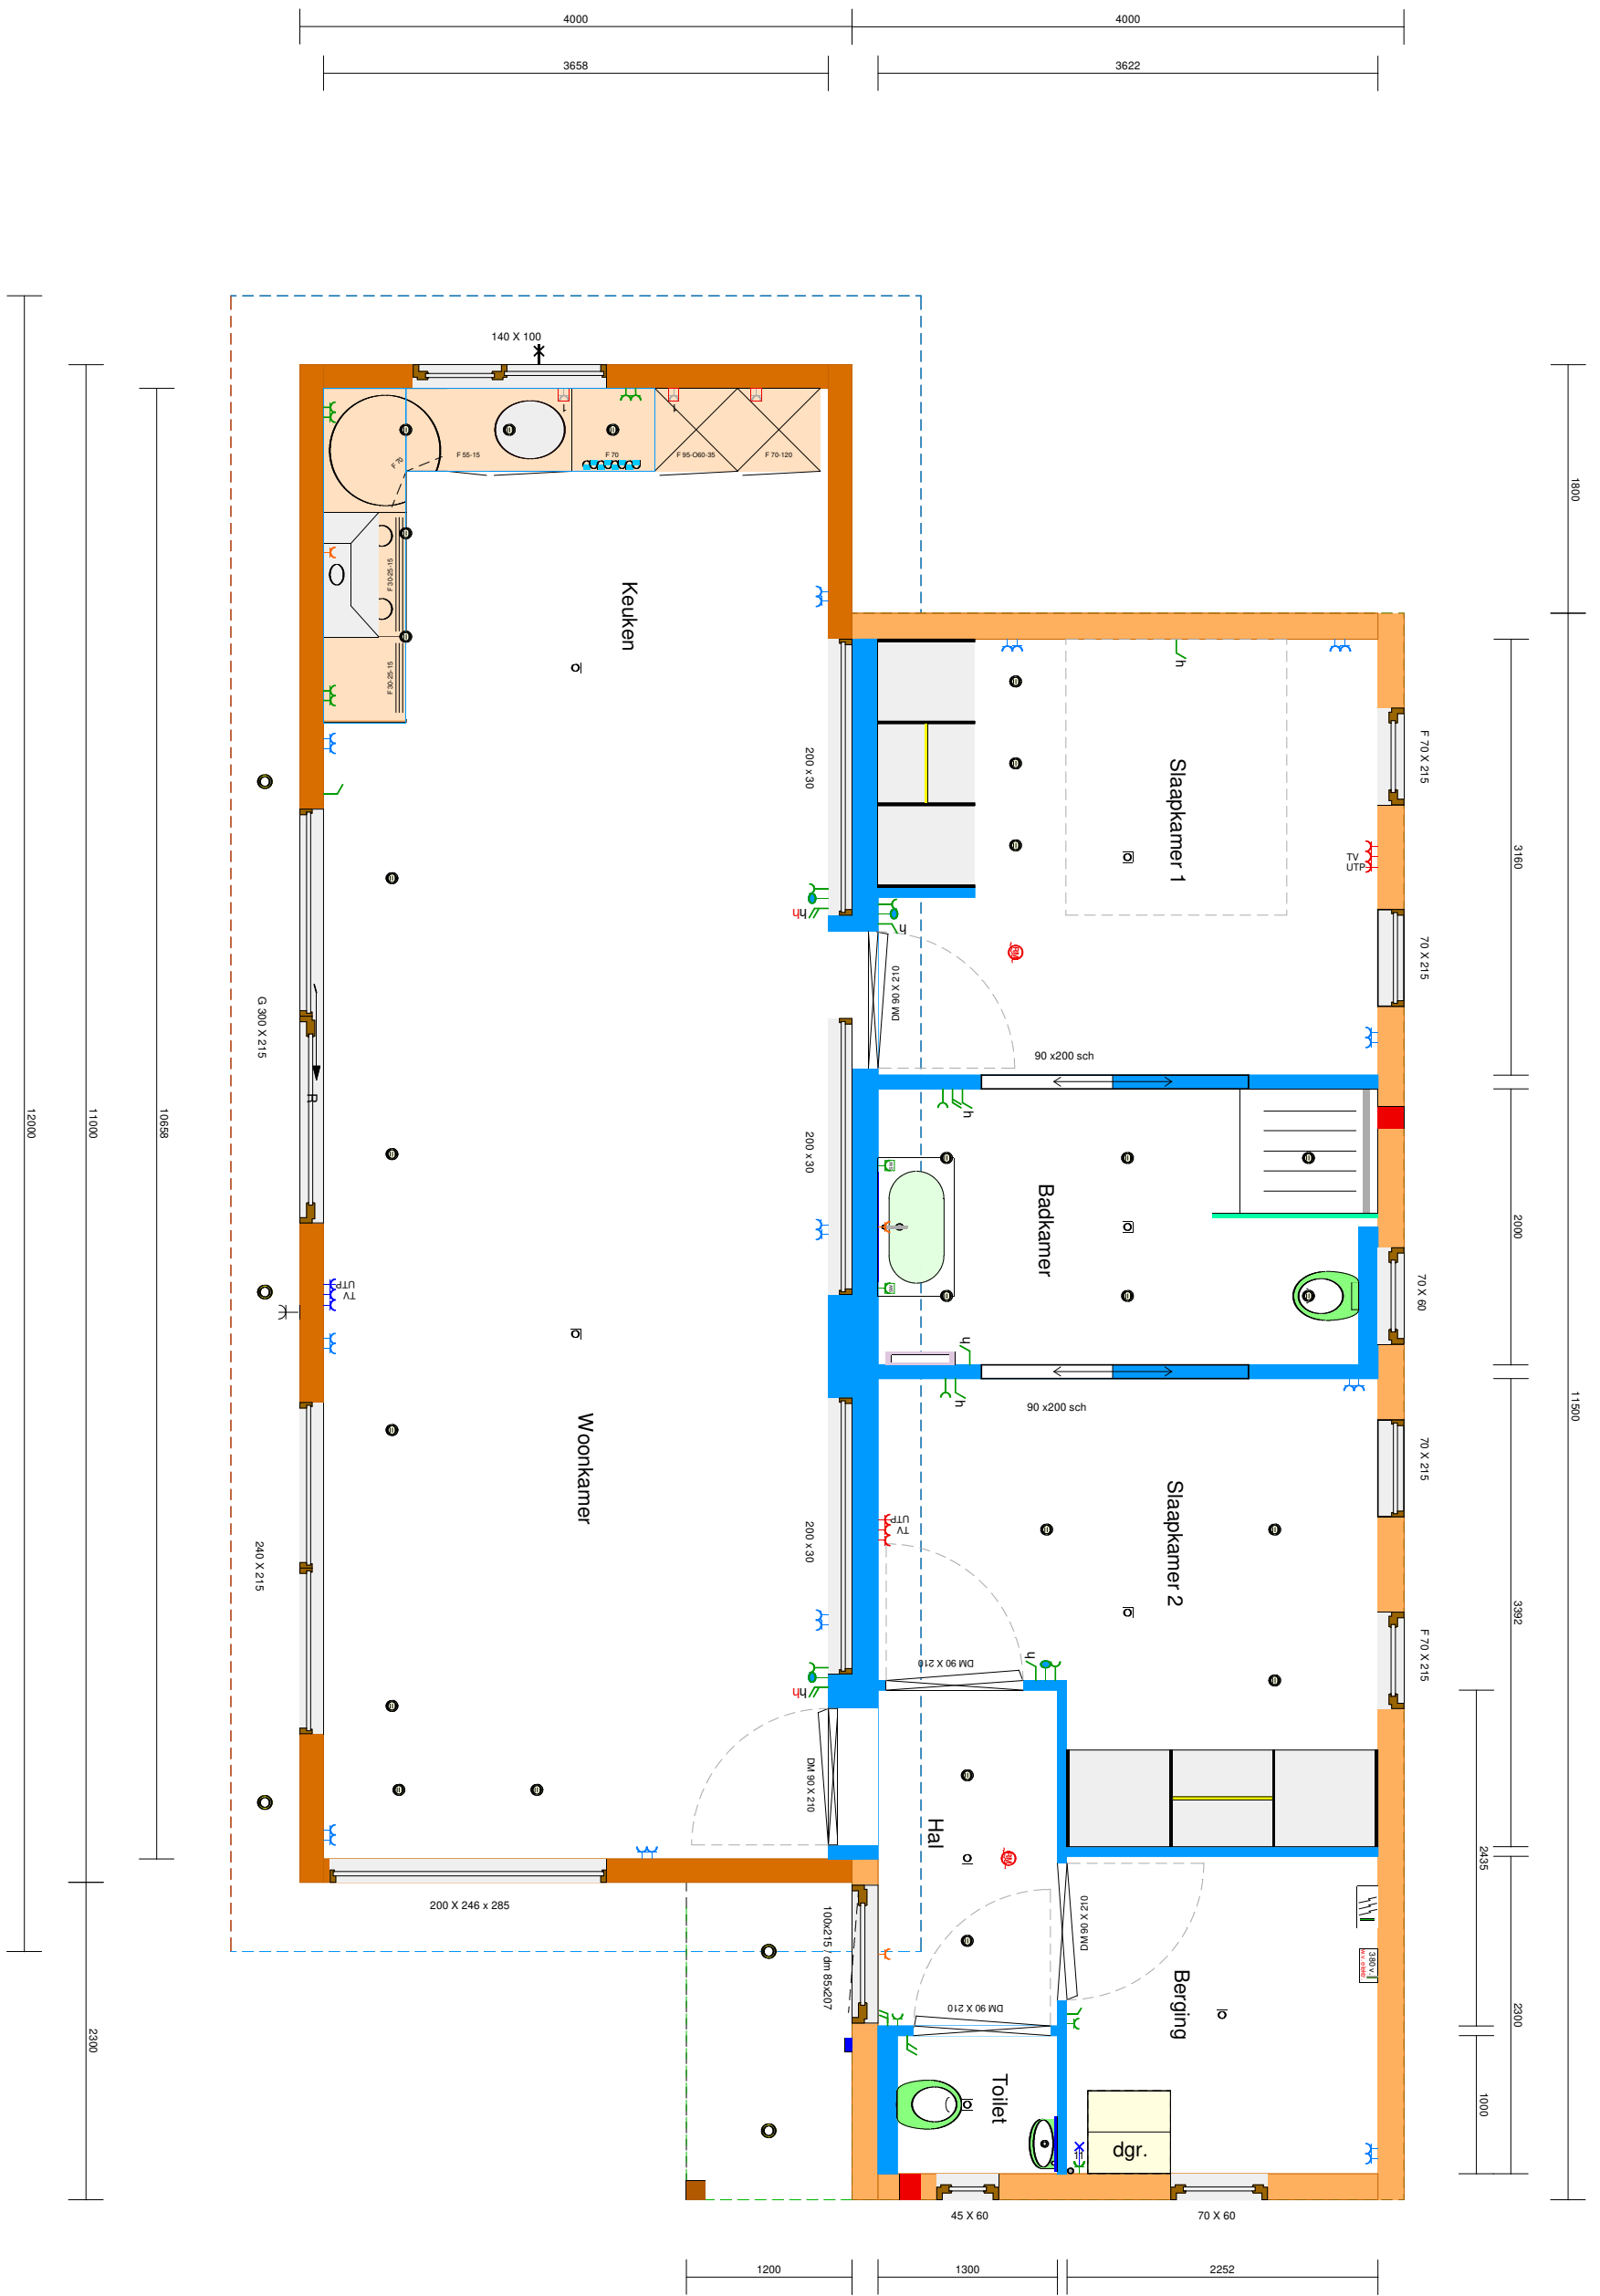 4000
4000
3658
3622
140 X 100
F 70
F 55-15
F 70
F 95-O60-35
F 70-120
F 30-25-15
F 30-25-15
Keuken
1800
h
200 x 30
Slaapkamer 1
F 70 X 215
TV
UTP
3160
h
h
70 X 215
DM 90 X 210
G 300 X 215
90 x200 sch
R
12000
11000
10658
h
200 x 30
Badkamer
2000
70 X 60
UTP
TV
h
h
90 x200 sch
11500
Woonkamer
70 X 215
Slaapkamer 2
UTP
TV
200 x 30
240 X 215
3392
F 70 X 215
h
DM 90 X 210
h
DM 90 X 210
Hal
2435
200 X 246 x 285
100x215 / dm 85x207
DM 90 X 210
380 v.
Berging
DM 90 X 210
2300
2300
Toilet
1000
dgr.
45 X 60
70 X 60
1200
1300
2252